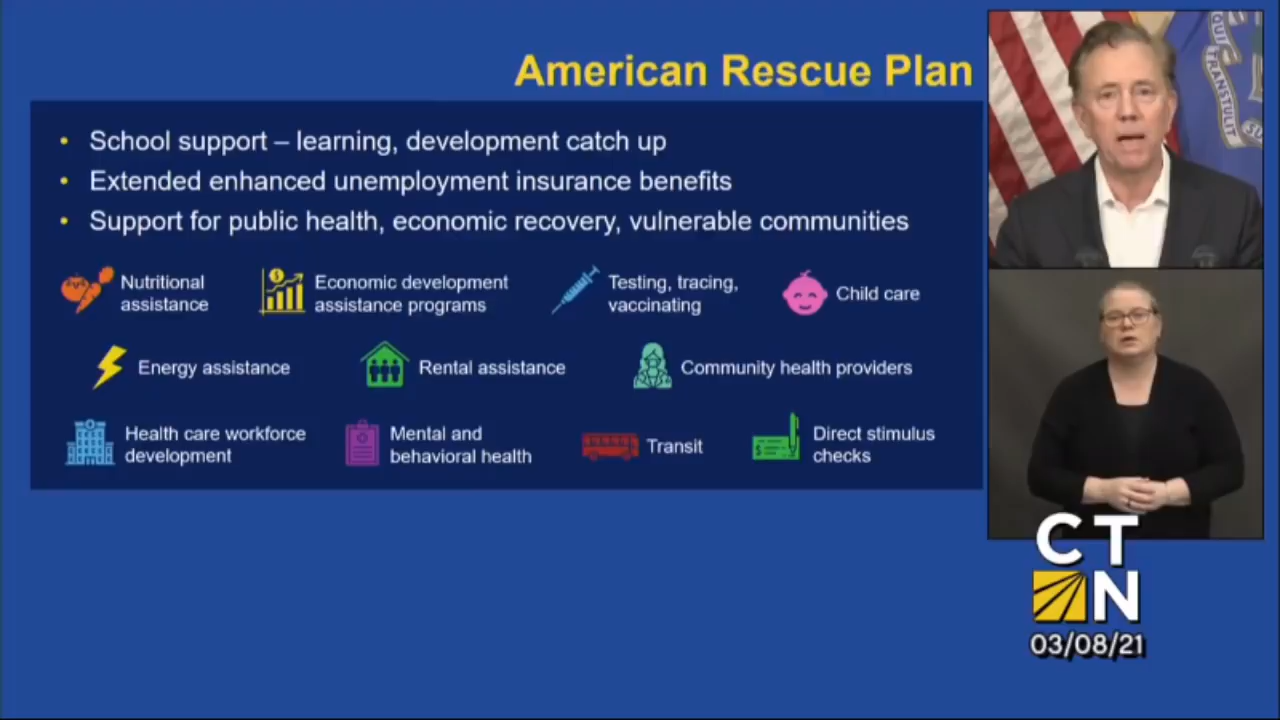 American Rescue Plan
• School support – learning, development catch up
• Extended enhanced unemployment insurance benefits
• Support for public health, economic recovery, vulnerable communities
Nutritional
assistance
Economic development
assistance programs
Testing, tracing,
vaccinating
Child care
Energy assistance
Rental assistance
Community health providers
Health care workforce
development
Mental and
behavioral health
Transit
Direct stimulus
checks
QUI TRANSTULIT
CT
N
03/08/21